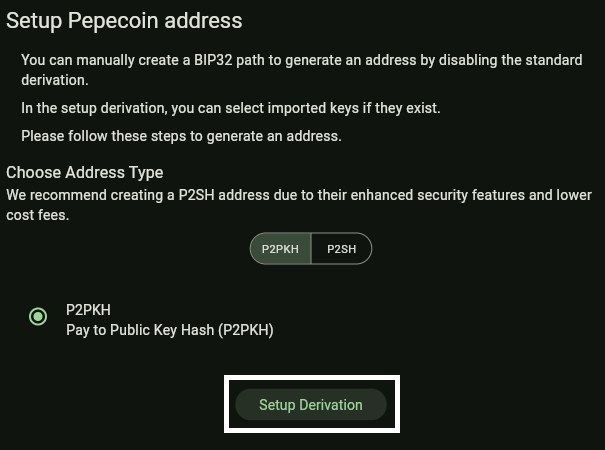 Setup Pepecoin address
You can manually create a BIP32 path to generate an address by disabling the standard
derivation.
In the setup derivation, you can select imported keys if they exist.
Please follow these steps to generate an address.
Choose Address Type
We recommend creating a P2SH address due to their enhanced security features and lower
cost fees.
P2PKH P2SH
P2PKH
Pay to Public Key Hash (P2PKH)
Setup Derivation